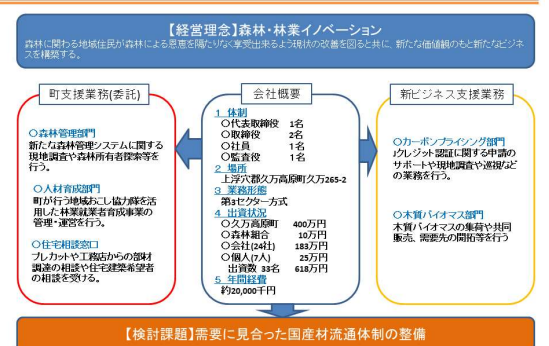 【経営理念】森林・林業イノベーション
森林に関わる地域住民が森林による恩恵を隔たりなく享受出来るよう現状の改善を図ると共に、新たな価値観のもと新たなビジネ
スを構築する。
町支援業務(委託)
〇森林管理部門
新たな森林管理システムに関する
現地調査や森林所有者探索等を
行う。
〇人材育成部門
町が行う地域おこし協力隊を活
用した林業就業者育成事業の
管理・運営を行う。
〇住宅相談窓口
プレカットや工務店からの部材
調達の相談や住宅建築希望者
の相談を受ける。
会社概要
1 体制
〇代表取締役 1名
〇取締役 2名
〇社員 1名
〇監査役 1名
2 場所
上浮穴郡久万高原町久万265-2
3 業務形態
第3セクター方式
4 出資状況
〇久万高原町 400万円
〇森林組合 10万円
〇会社(24社) 183万円
〇個人(7人) 25万円
出資数 33名 618万円
5 年間経費
約20,000千円
新ビジネス支援業務
〇カーボンプライシング部門
Jクレジット認証に関する申請の
サポートや現地調査や巡視など
の業務を行う。
〇木質バイオマス部門
木質バイオマスの集荷や共同
販売、需要先の開拓等を行う
【検討課題】需要に見合った国産材流通体制の整備